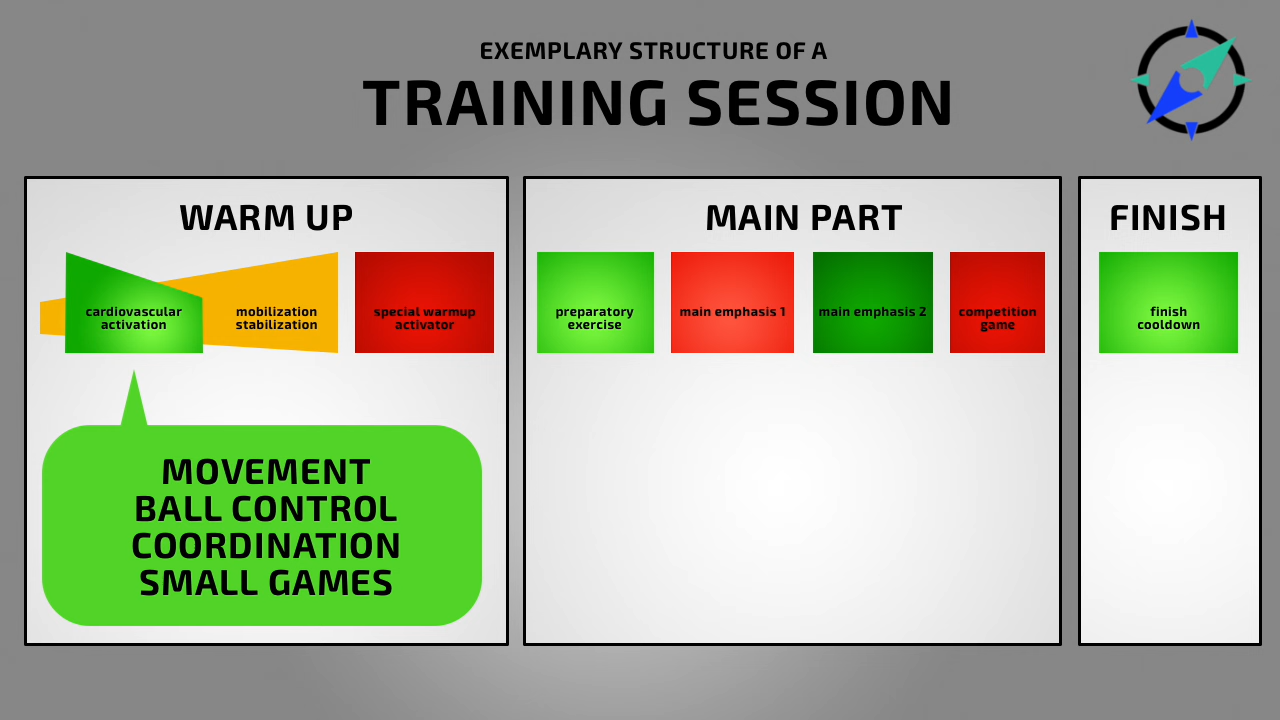 EXEMPLARY STRUCTURE OF A
TRAINING SESSION
WARM UP
cardiovascular
activation
mobilization
stabilization
special warmup
activator
MOVEMENT
BALL CONTROL
COORDINATION
SMALL GAMES
MAIN PART
preparatory
exercise
main emphasis 1
main emphasis 2
competition
game
FINISH
finish
cooldown